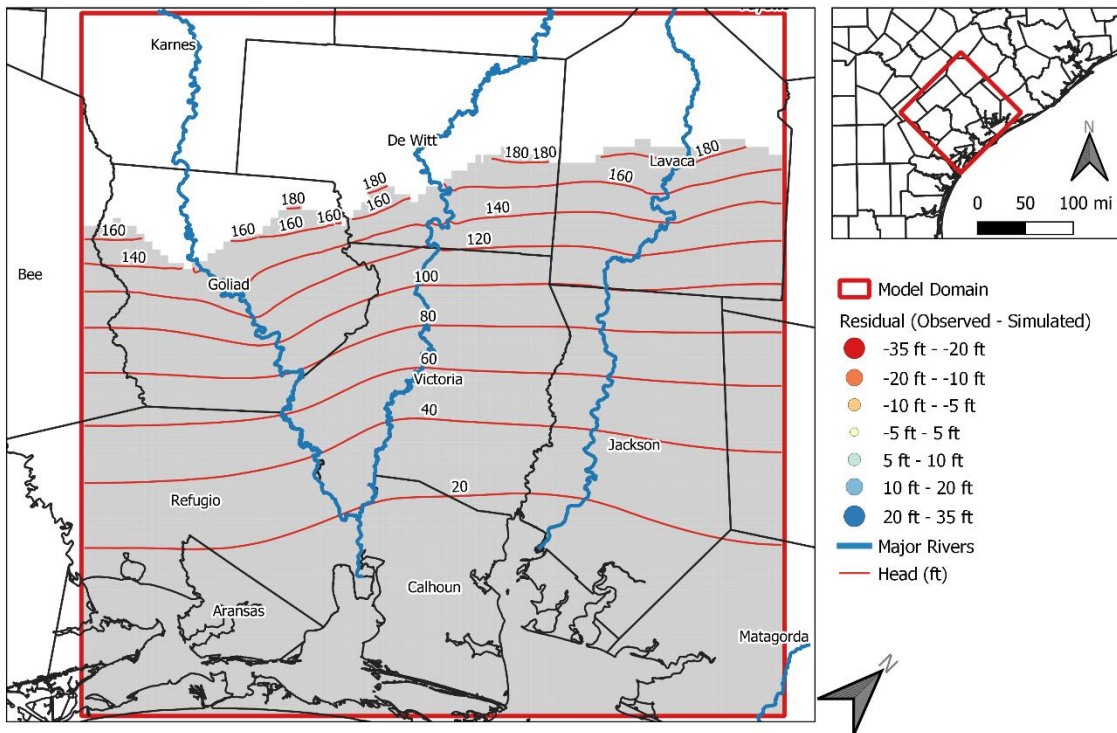 Karnes
De Witt
Lavaca
180
180 180
180
160
180
160
180
160
160
160
140
160
140
120
Bee
Goliad
100
80
60
Victoria
40
Jackson
20
Refugio
Calhoun
Aransas
Matagorda
N
N
0 50 100 mi
Model Domain
Residual (Observed - Simulated)
-35 ft - -20 ft
-20 ft - -10 ft
-10 ft - -5 ft
-5 ft - 5 ft
5 ft - 10 ft
10 ft - 20 ft
20 ft - 35 ft
Major Rivers
Head (ft)